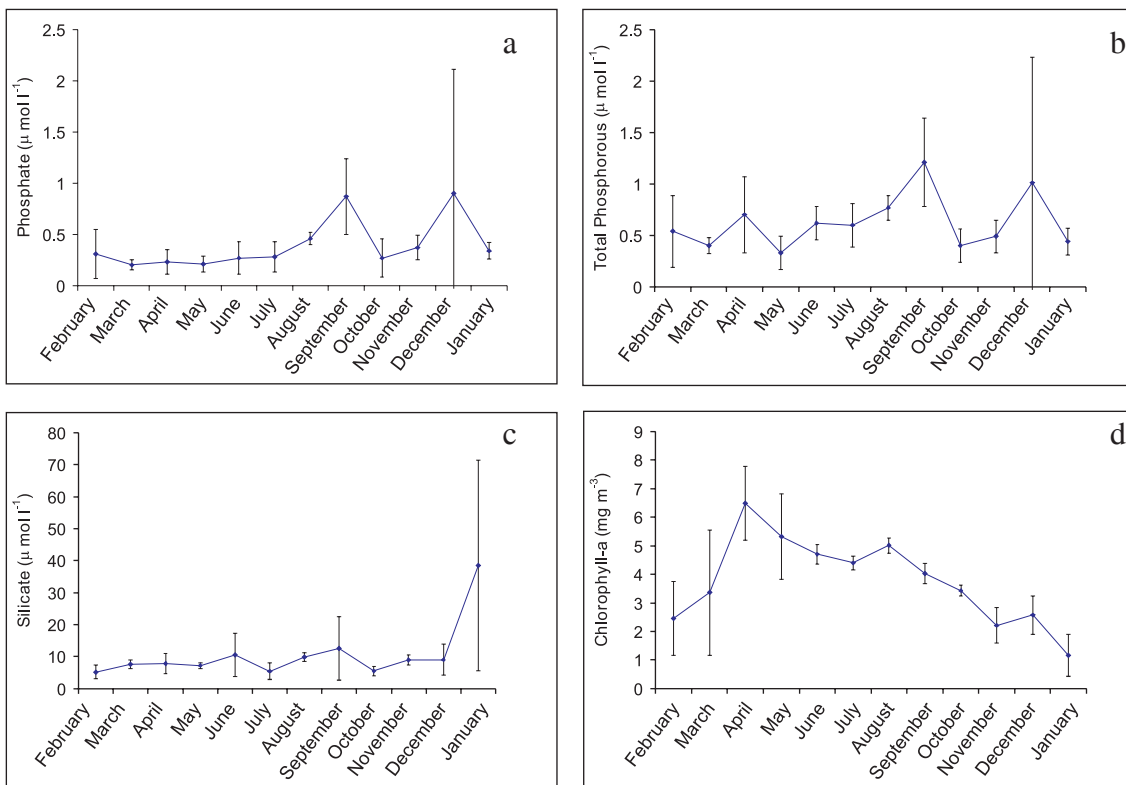 a
Phosphate (μ mol l⁻¹)
2.5
2
1.5
1
0.5
0
February
March
April
May
June
July
August
September
October
November
December
January
b
Total Phosphorous (μ mol l⁻¹)
2.5
2
1.5
1
0.5
0
February
March
April
May
June
July
August
September
October
November
December
January
c
Silicate (μ mol l⁻¹)
80
70
60
50
40
30
20
10
0
February
March
April
May
June
July
August
September
October
November
December
January
d
Chlorophyll-a (mg m⁻³)
9
8
7
6
5
4
3
2
1
0
February
March
April
May
June
July
August
September
October
November
December
January